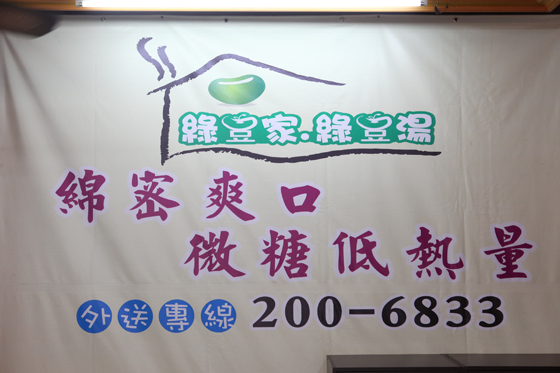 綠豆家.綠豆湯
綿密爽口
微糖低熱量
外送專線 200-6833